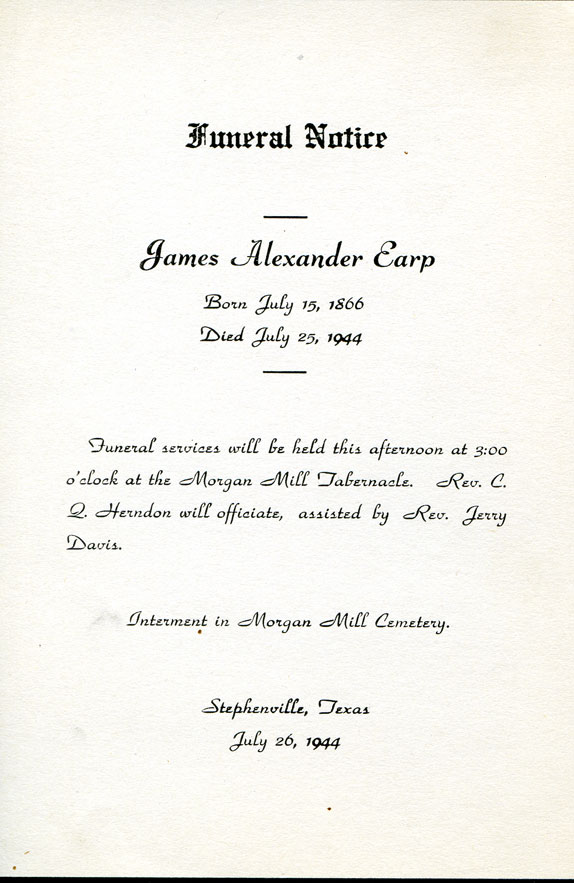 Funeral Notice
James Alexander Earp
Born July 15, 1866
Died July 25, 1944
Funeral services will be held this afternoon at 3:00
o'clock at the Morgan Mill Tabernacle. Rev. C.
Q. Herndon will officiate, assisted by Rev. Jerry
Davis.
Interment in Morgan Mill Cemetery.
Stephenville, Texas
July 26, 1944